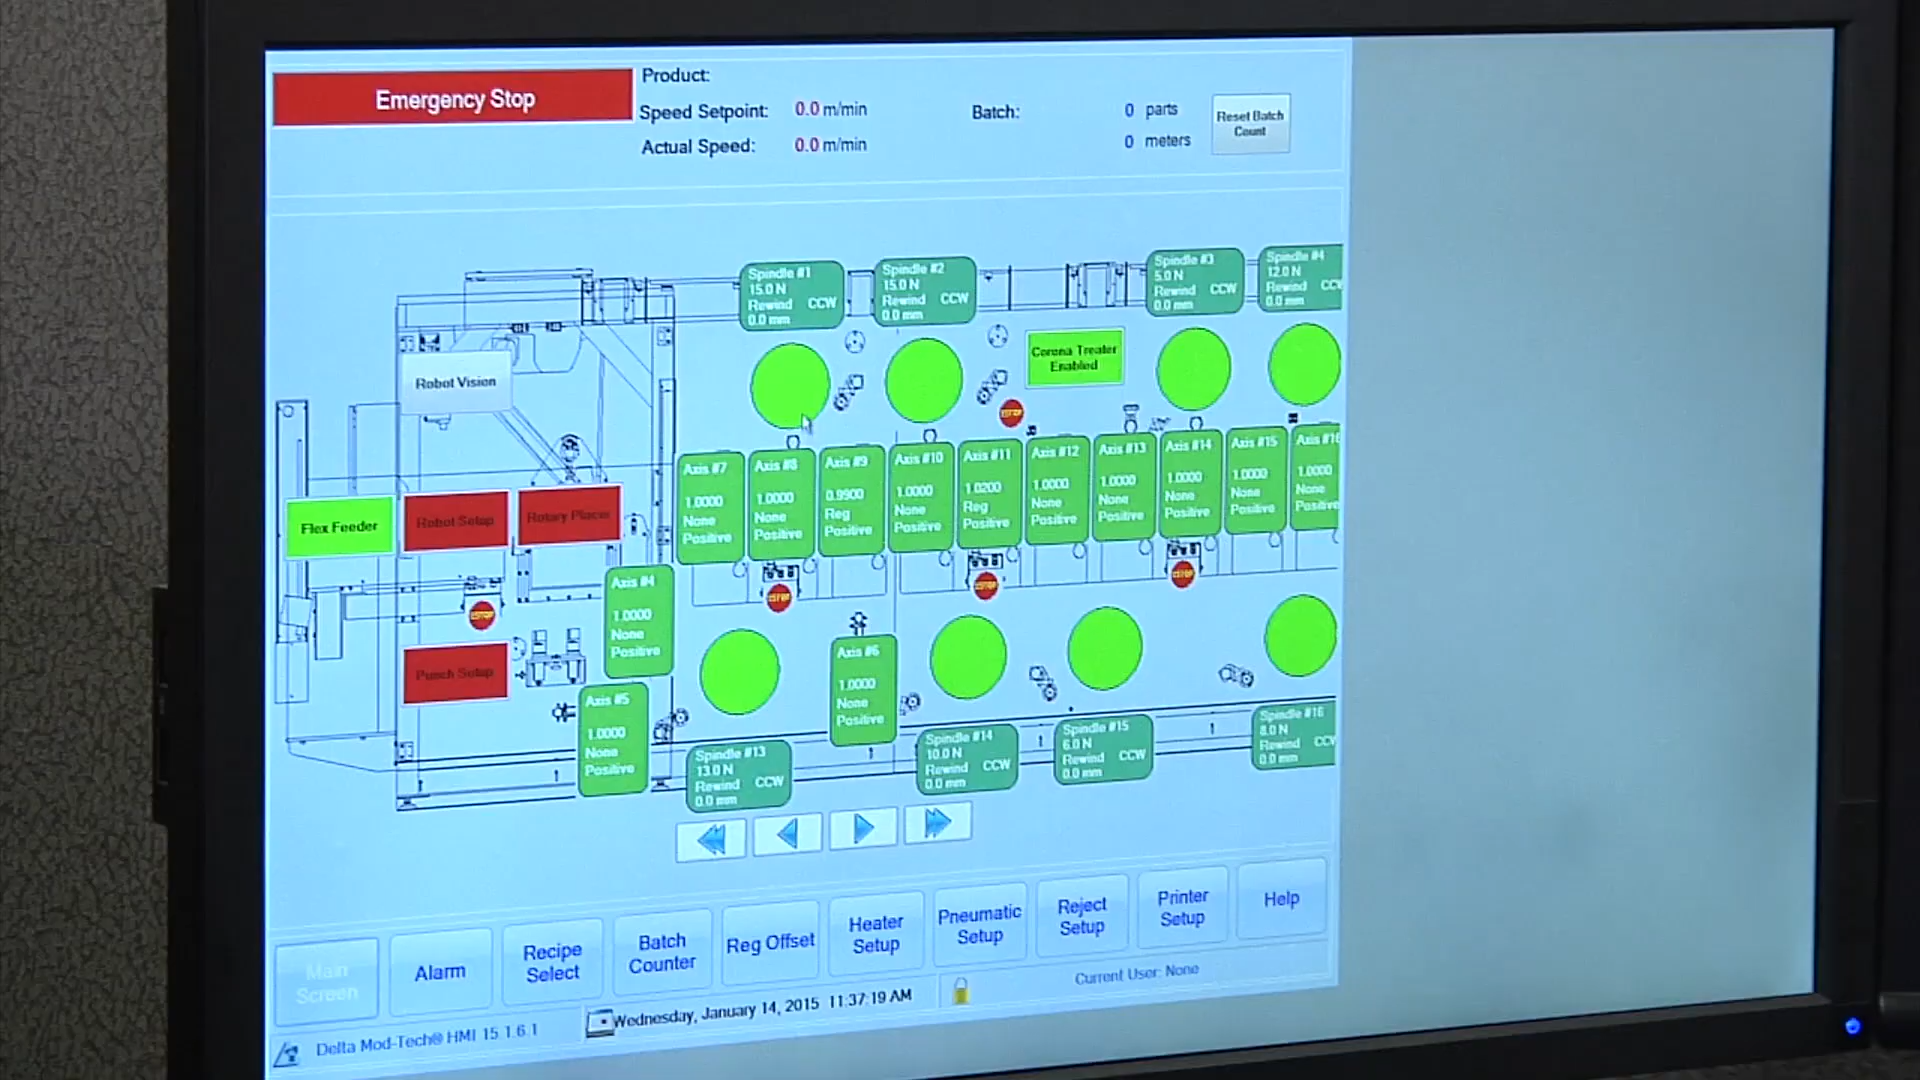 Emergency Stop
Product:
Speed Setpoint: 0.0 m/min
Actual Speed: 0.0 m/min
Batch: 0 parts
0 meters
Reset Batch
Count
Spindle #1
15.0 N
Rewind CCW
0.0 mm
Spindle #2
15.0 N
Rewind CCW
0.0 mm
Spindle #3
5.0 N
Rewind CCW
0.0 mm
Spindle #4
12.0 N
Rewind CCW
0.0 mm
Robot Vision
Corona Treater
Enabled
ESTOP
Axis #7
1.0000
None
Positive
Axis #8
1.0000
None
Positive
Axis #9
0.9900
Reg
Positive
Axis #10
1.0000
None
Positive
Axis #11
1.0200
Reg
Positive
Axis #12
1.0000
None
Positive
Axis #13
1.0000
None
Positive
Axis #14
1.0000
None
Positive
Axis #15
1.0000
None
Positive
Axis #16
1.0000
None
Positive
Flex Feeder
Robot Setup
Rotary Placer
ESTOP
ESTOP
ESTOP
ESTOP
Axis #4
1.0000
None
Positive
Punch Setup
Axis #5
1.0000
None
Positive
Axis #6
1.0000
None
Positive
Spindle #13
13.0 N
Rewind CCW
0.0 mm
Spindle #14
10.0 N
Rewind CCW
0.0 mm
Spindle #15
6.0 N
Rewind CCW
0.0 mm
Spindle #16
8.0 N
Rewind CCW
0.0 mm
Main
Screen
Alarm
Recipe
Select
Batch
Counter
Reg Offset
Heater
Setup
Pneumatic
Setup
Reject
Setup
Printer
Setup
Help
Delta Mod-Tech® HMI 15.1.6.1
Wednesday, January 14, 2015 11:37:19 AM
Current User: None